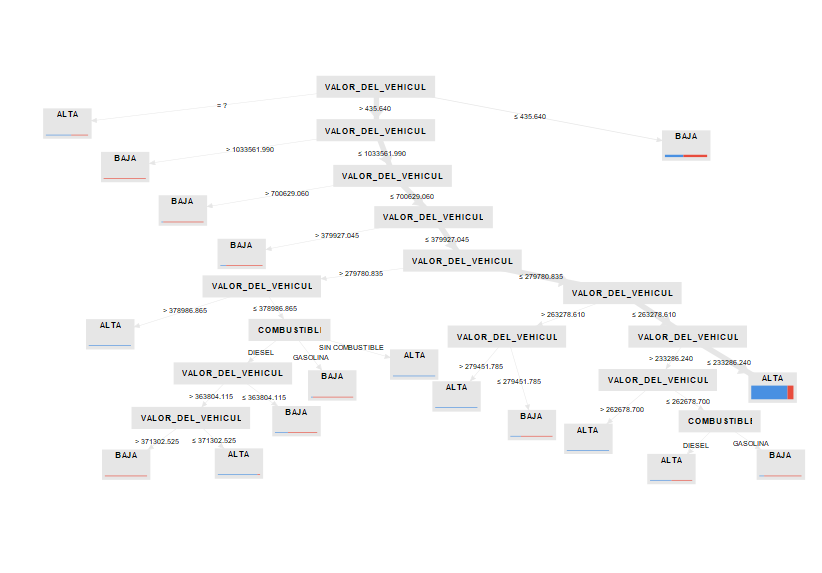 VALOR_DEL_VEHICUL
= ?
> 435.640
≤ 435.640
ALTA
VALOR_DEL_VEHICUL
BAJA
> 1033561.990
≤ 1033561.990
BAJA
VALOR_DEL_VEHICUL
> 700629.060
≤ 700629.060
BAJA
VALOR_DEL_VEHICUL
> 379927.045
≤ 379927.045
BAJA
VALOR_DEL_VEHICUL
> 279780.835
≤ 279780.835
VALOR_DEL_VEHICUL
VALOR_DEL_VEHICUL
> 378986.865
≤ 378986.865
> 263278.610
≤ 263278.610
ALTA
COMBUSTIBL
VALOR_DEL_VEHICUL
VALOR_DEL_VEHICUL
DIESEL
GASOLINA
SIN COMBUSTIBLE
> 279451.785
≤ 279451.785
> 233286.240
≤ 233286.240
VALOR_DEL_VEHICUL
BAJA
ALTA
ALTA
BAJA
VALOR_DEL_VEHICUL
ALTA
> 363804.115
≤ 363804.115
> 262678.700
≤ 262678.700
VALOR_DEL_VEHICUL
BAJA
ALTA
COMBUSTIBLE
> 371302.525
≤ 371302.525
DIESEL
GASOLINA
BAJA
ALTA
ALTA
BAJA